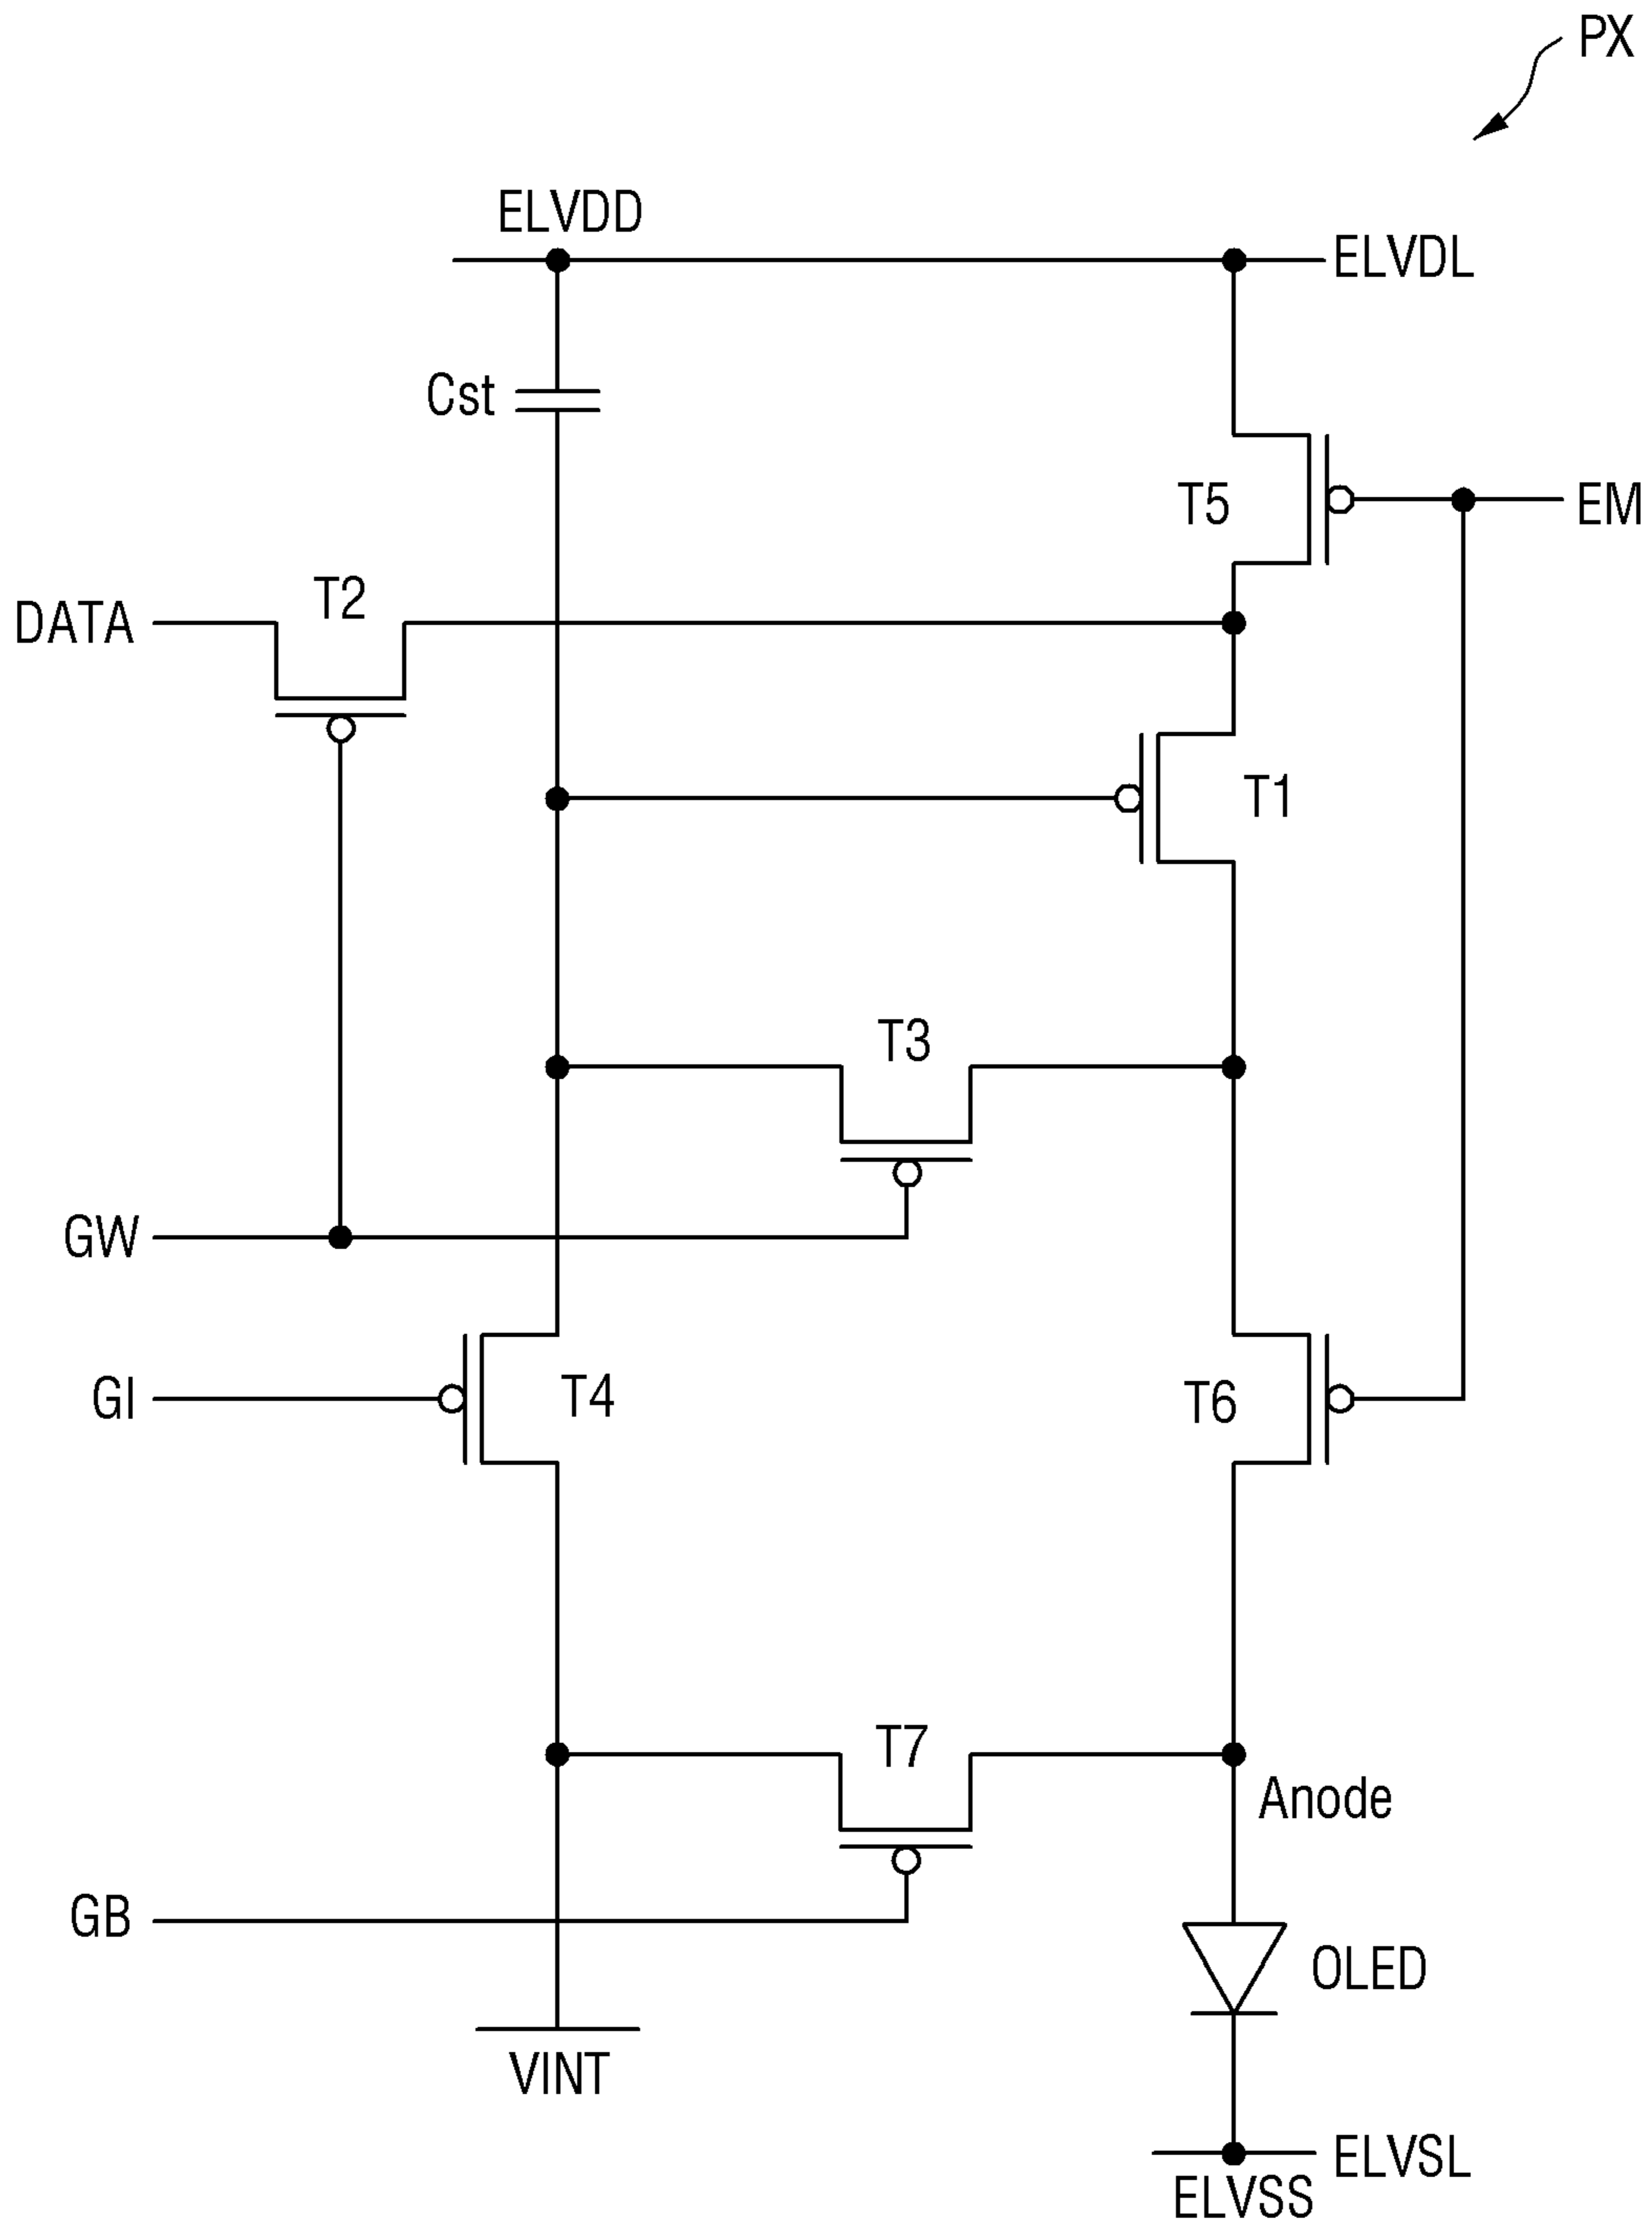 PX
ELVDD
ELVDL
Cst
T5
EM
T2
DATA
T1
T3
GW
GI
T4
T6
T7
Anode
GB
OLED
VINT
ELVSL
ELVSS